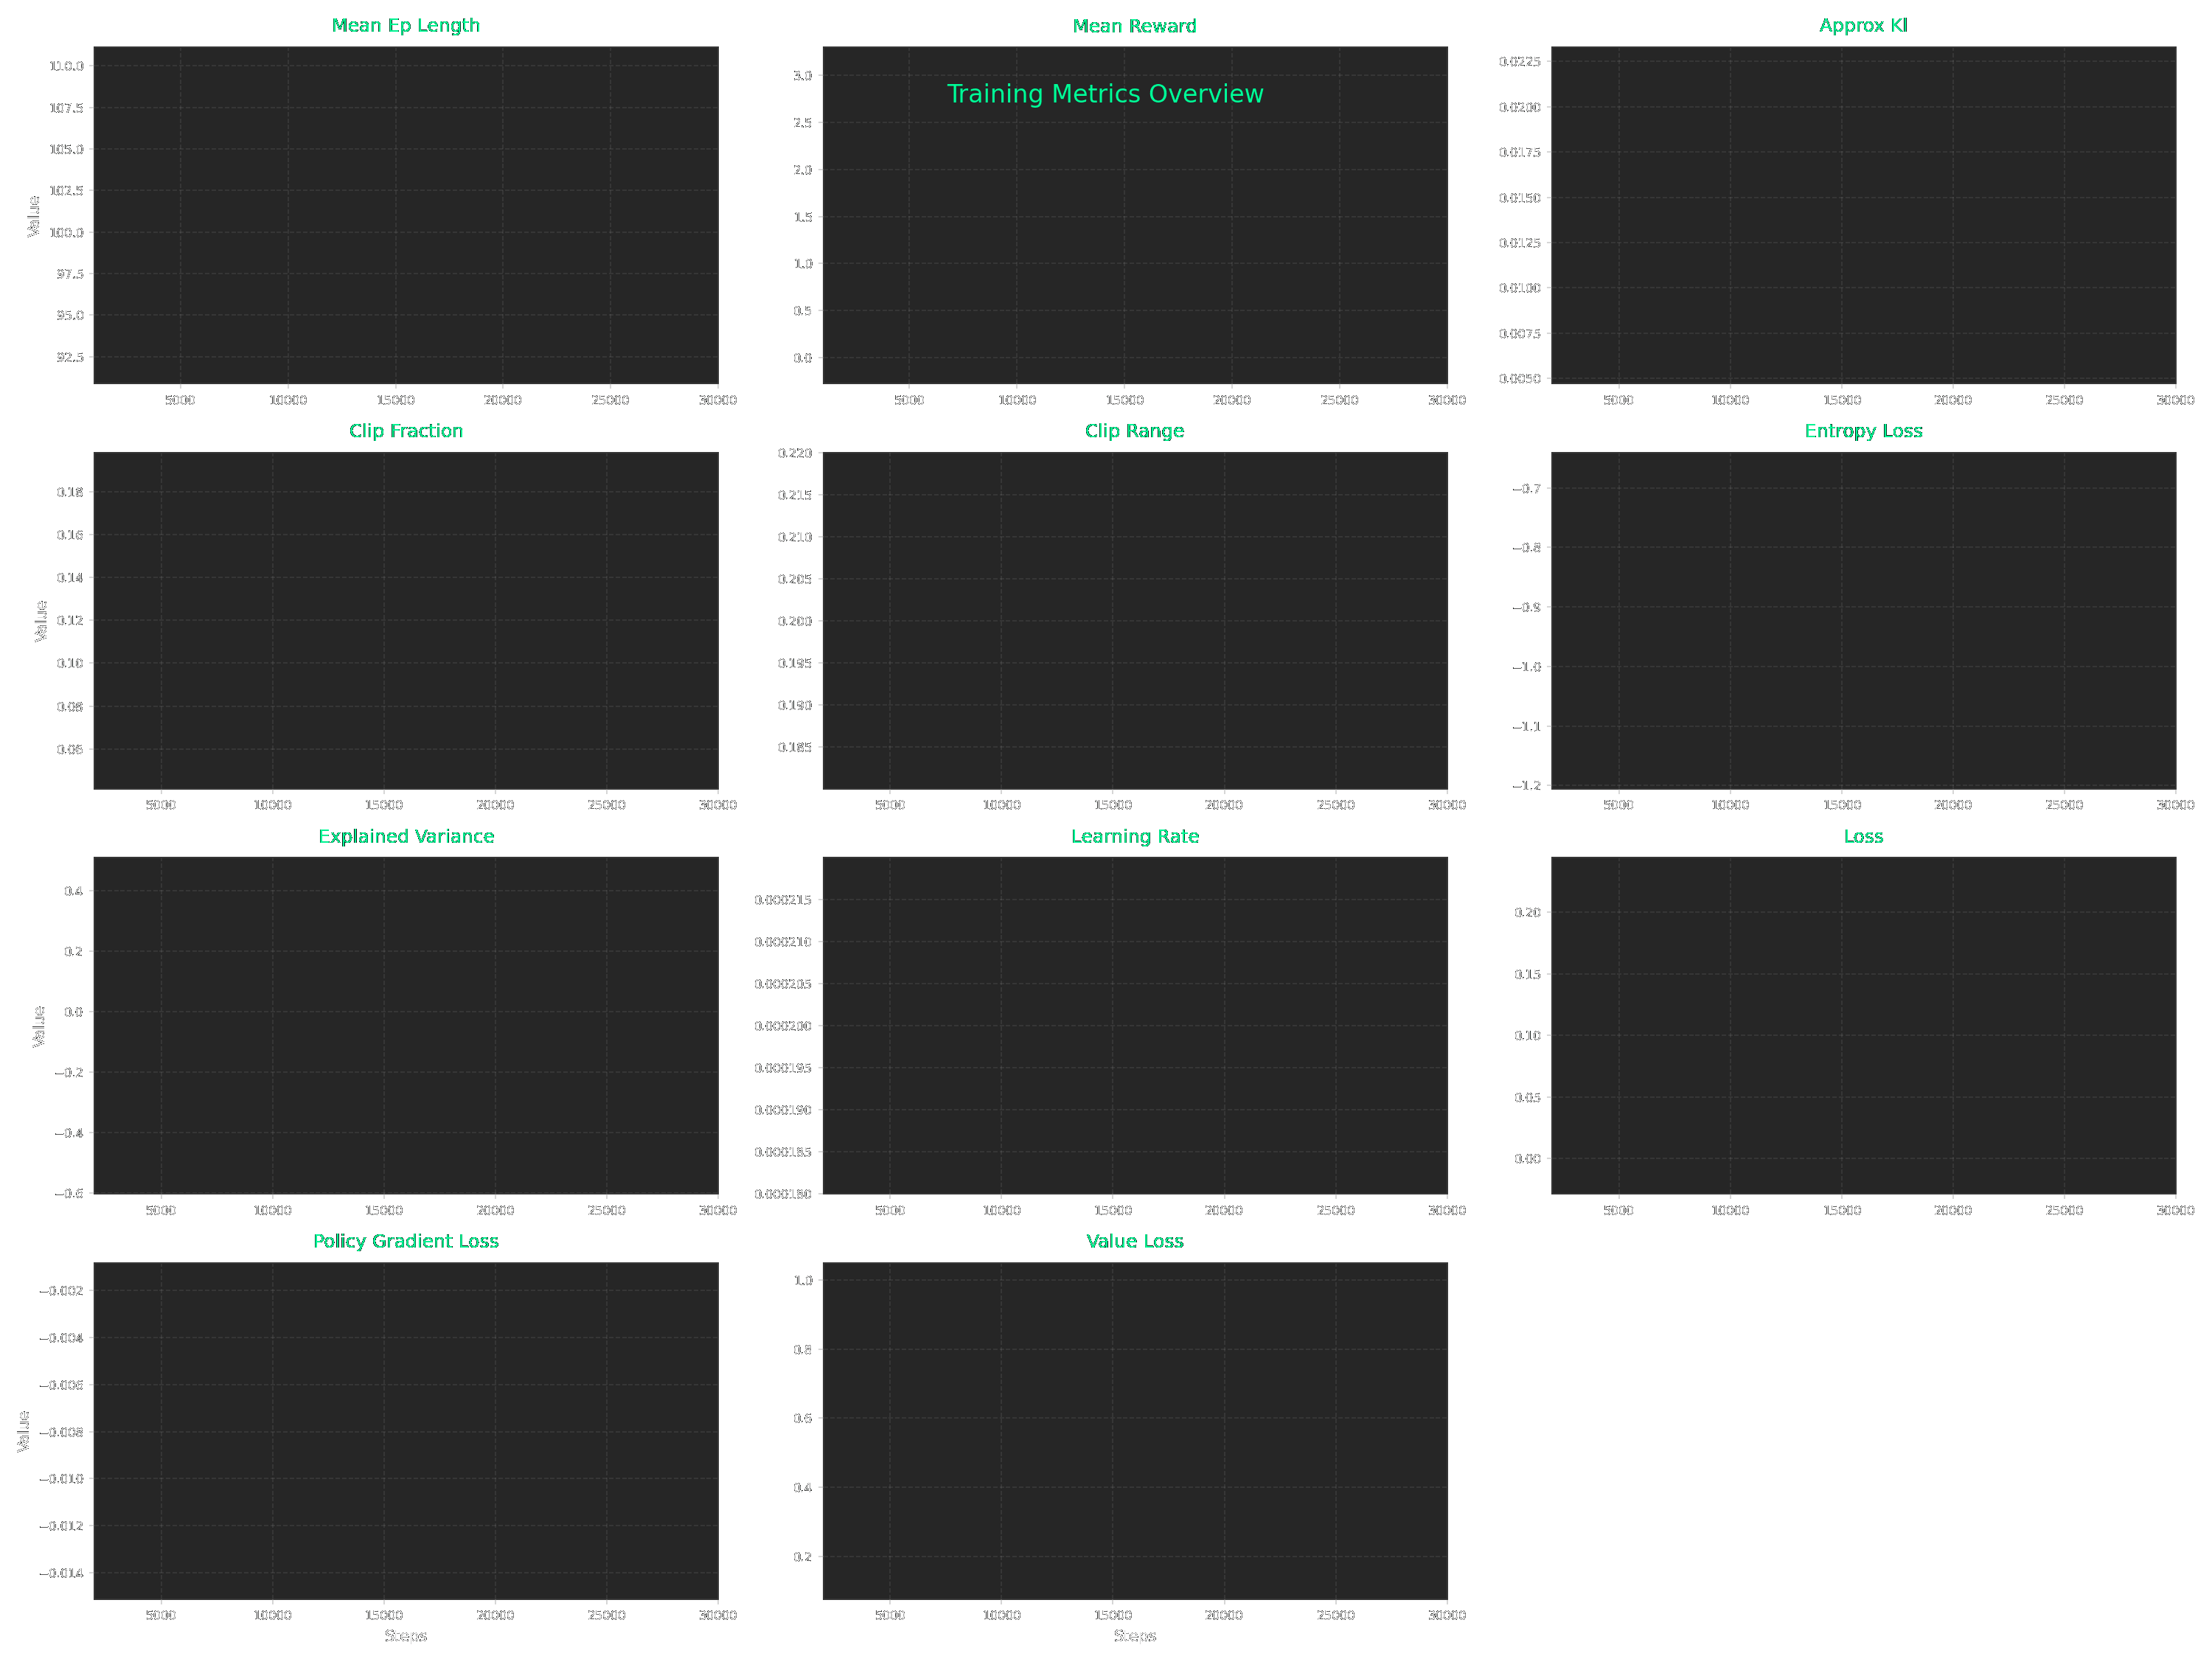 Mean Ep Length
110.0
107.5
105.0
102.5
100.0
97.5
95.0
92.5
Value
5000 10000 15000 20000 25000 30000
Mean Reward
Training Metrics Overview
3.0
2.5
2.0
1.5
1.0
0.5
0.0
5000 10000 15000 20000 25000 30000
Approx Kl
0.0225
0.0200
0.0175
0.0150
0.0125
0.0100
0.0075
0.0050
5000 10000 15000 20000 25000 30000
Clip Fraction
0.18
0.16
0.14
0.12
0.10
0.08
0.06
Value
5000 10000 15000 20000 25000 30000
Clip Range
0.220
0.215
0.210
0.205
0.200
0.195
0.190
0.185
5000 10000 15000 20000 25000 30000
Entropy Loss
−0.7
−0.8
−0.9
−1.0
−1.1
−1.2
5000 10000 15000 20000 25000 30000
Explained Variance
0.4
0.2
0.0
−0.2
−0.4
−0.6
Value
5000 10000 15000 20000 25000 30000
Learning Rate
0.000215
0.000210
0.000205
0.000200
0.000195
0.000190
0.000185
0.000180
5000 10000 15000 20000 25000 30000
Loss
0.20
0.15
0.10
0.05
0.00
5000 10000 15000 20000 25000 30000
Policy Gradient Loss
−0.002
−0.004
−0.006
−0.008
−0.010
−0.012
−0.014
Value
5000 10000 15000 20000 25000 30000
Steps
Value Loss
1.0
0.8
0.6
0.4
0.2
5000 10000 15000 20000 25000 30000
Steps